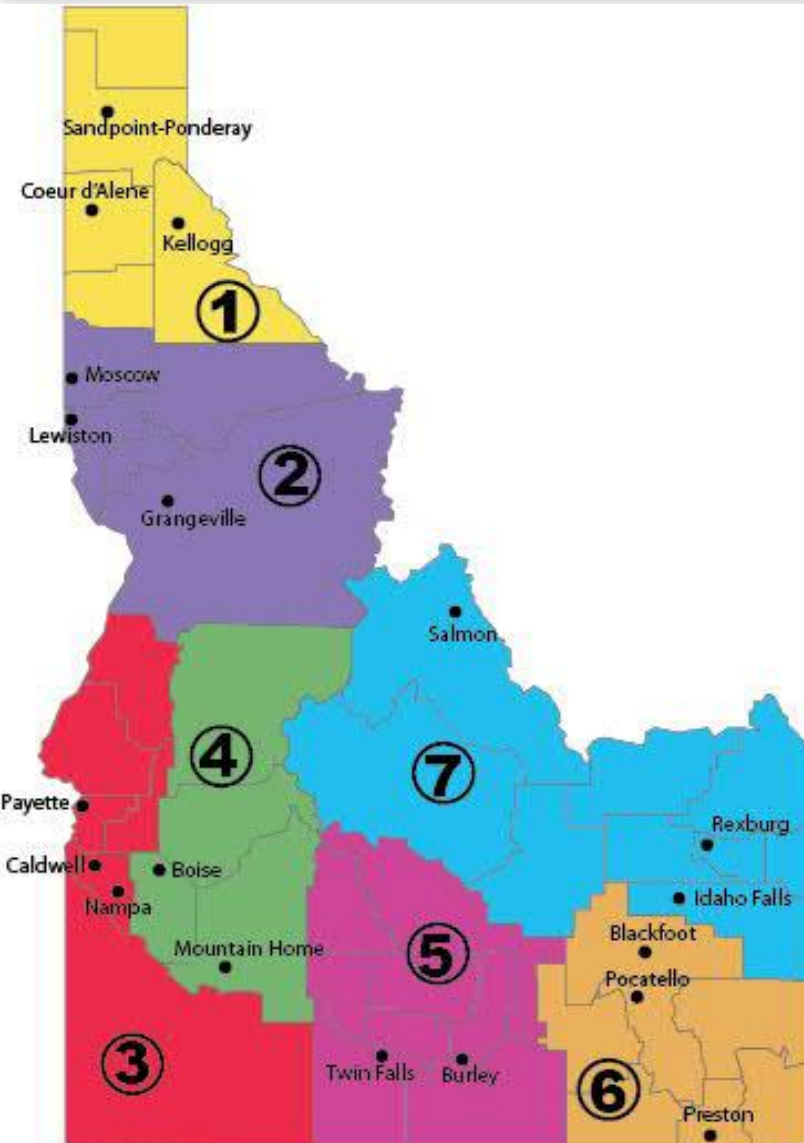 Sandpoint-Ponderay
Coeur d'Alene
Kellogg
1
Moscow
Lewiston
2
Grangeville
Salmon
4
7
Payette
Rexburg
Caldwell
Boise
Nampa
Idaho Falls
Blackfoot
Mountain Home
5
Pocatello
3
Twin Falls
Burley
6
Preston